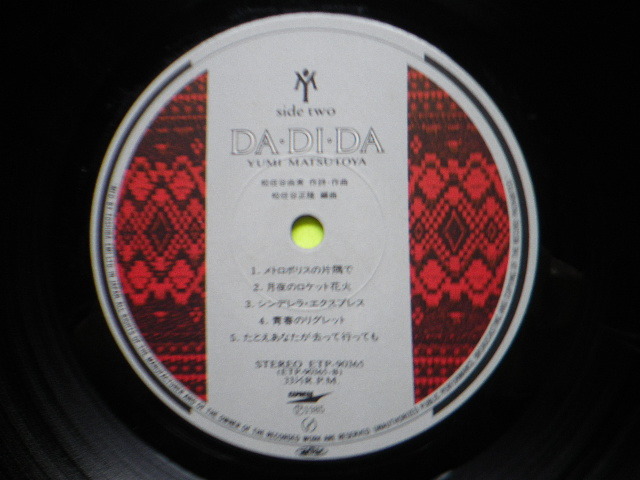 side two
DA·DI·DA
YUMI MATSUTOYA
松任谷由実 作詩・作曲
松任谷正隆 編曲
1. メトロポリスの片隅で
2. 月夜のロケット花火
3. シンデレラ・エクスプレス
4. 青春のリグレット
5. たとえあなたが去って行っても
STEREO ETP-90365
(ETP-90365-B)
33⅓R.P.M.
Ⓟ1985